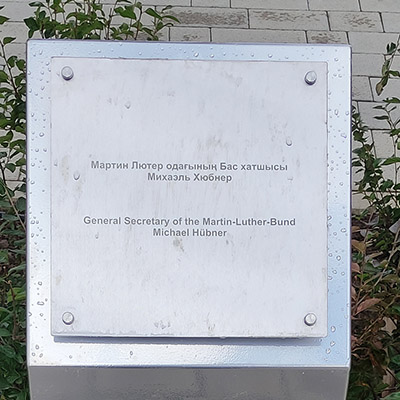 Мартин Лютер одағының Бас хатшысы
Михаэль Хюбнер
General Secretary of the Martin-Luther-Bund
Michael Hübner